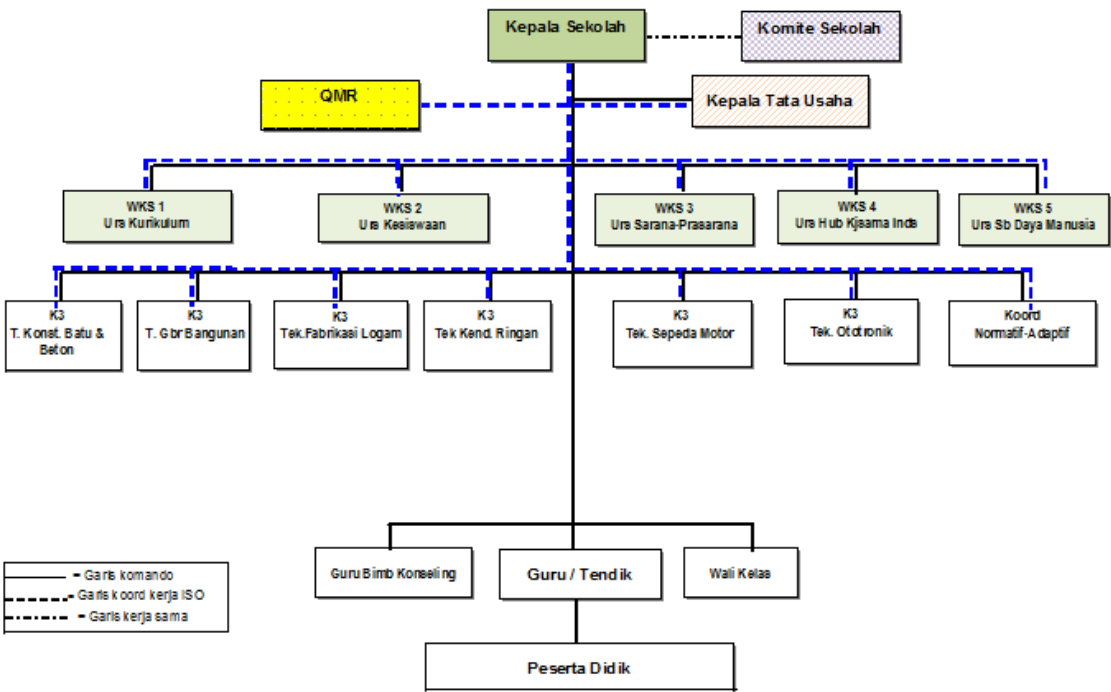 Kepala Sekolah
Komite Sekolah
QMR
Kepala Tata Usaha
WKS 1
Urs Kurikulum
WKS 2
Urs Kesiswaan
WKS 3
Urs Sarana-Prasarana
WKS 4
Urs Hub Kjsama Inds
WKS 5
Urs Sb Daya Manusia
K3
T. Konst. Batu &
Beton
K3
T. Gbr Bangunan
K3
Tek.Fabrikasi Logam
K3
Tek Kend. Ringan
K3
Tek. Sepeda Motor
K3
Tek. Ototronik
Koord
Normatif-Adaptif
Guru Bimb Konseling
Guru / Tendik
Wali Kelas
= Garis komando
= Garis koord kerja ISO
= Garis kerja sama
Peserta Didik